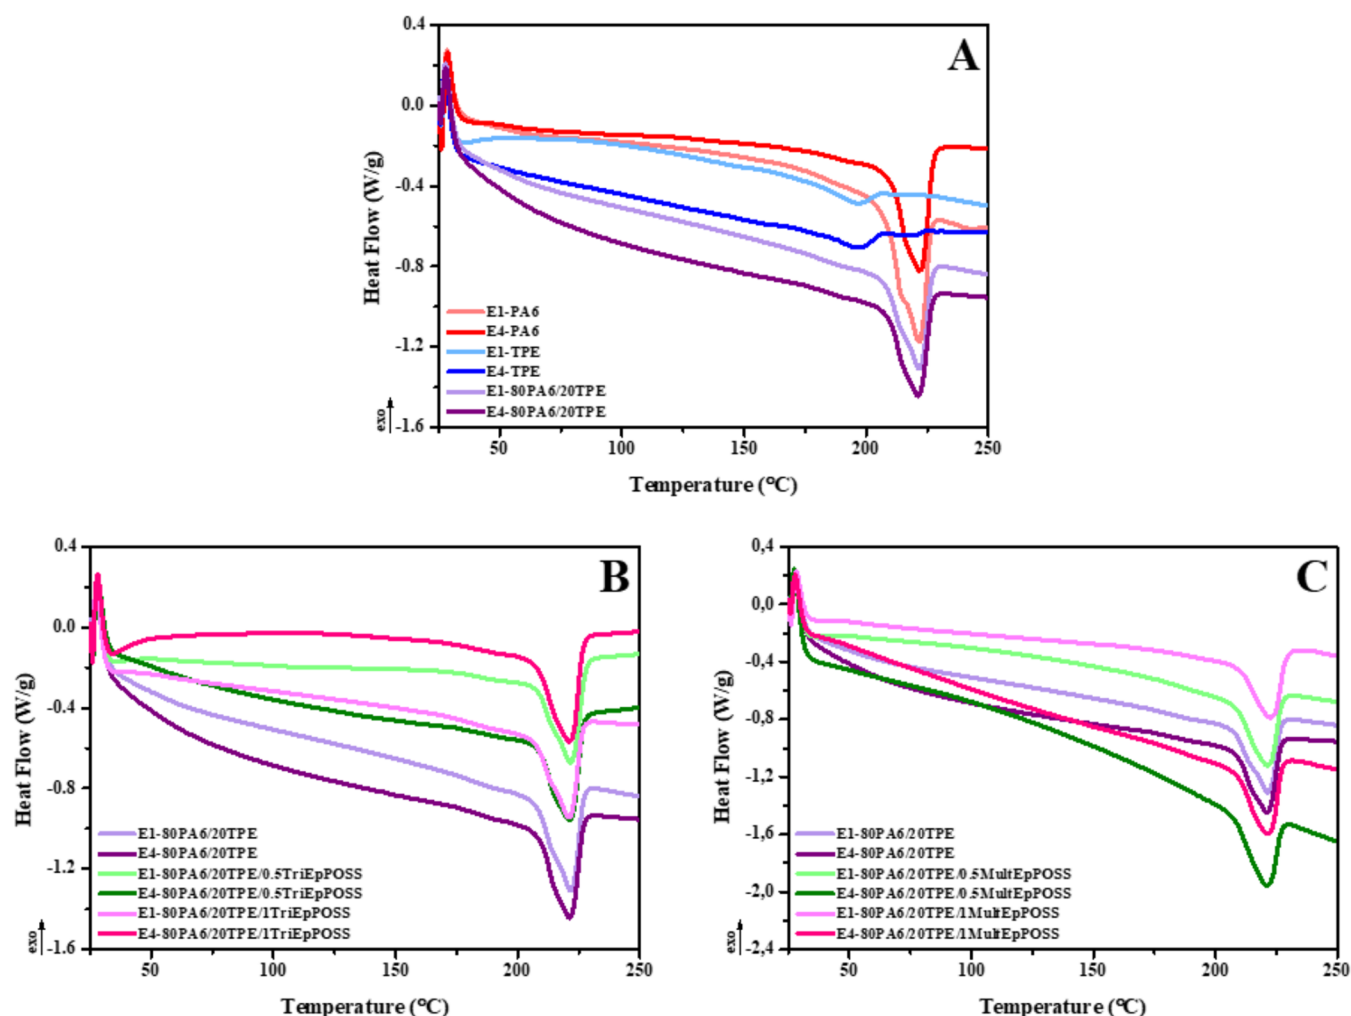 A
0.4
0.0
-0.4
-0.8
-1.2
-1.6
Heat Flow (W/g)
exo
E1-PA6
E4-PA6
E1-TPE
E4-TPE
E1-80PA6/20TPE
E4-80PA6/20TPE
50 100 150 200 250
Temperature (°C)
B
0.4
0.0
-0.4
-0.8
-1.2
-1.6
Heat Flow (W/g)
exo
E1-80PA6/20TPE
E4-80PA6/20TPE
E1-80PA6/20TPE/0.5TriEpPOSS
E4-80PA6/20TPE/0.5TriEpPOSS
E1-80PA6/20TPE/1TriEpPOSS
E4-80PA6/20TPE/1TriEpPOSS
50 100 150 200 250
Temperature (°C)
C
0,4
0,0
-0,4
-0,8
-1,2
-1,6
-2,0
-2,4
Heat Flow (W/g)
exo
E1-80PA6/20TPE
E4-80PA6/20TPE
E1-80PA6/20TPE/0.5MultEpPOSS
E4-80PA6/20TPE/0.5MultEpPOSS
E1-80PA6/20TPE/1MultEpPOSS
E4-80PA6/20TPE/1MultEpPOSS
50 100 150 200 250
Temperature (°C)